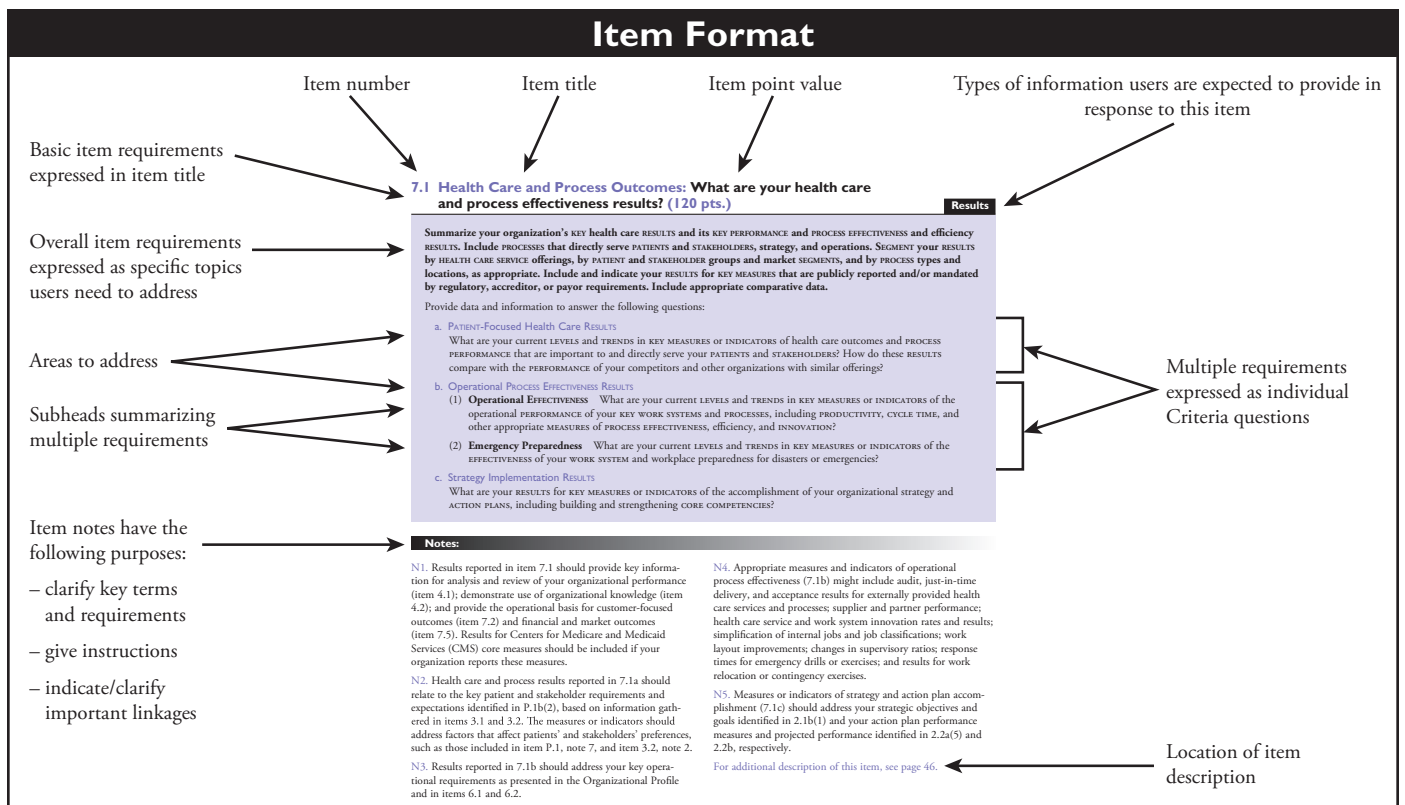 Item Format
Item number
Item title
Item point value
Types of information users are expected to provide in
response to this item
Basic item requirements
expressed in item title
Overall item requirements
expressed as specific topics
users need to address
Areas to address
Subheads summarizing
multiple requirements
Item notes have the
following purposes:
– clarify key terms
and requirements
– give instructions
– indicate/clarify
important linkages
7.1 Health Care and Process Outcomes: What are your health care
and process effectiveness results? (120 pts.)
Results
Summarize your organization's KEY health care RESULTS and its KEY PERFORMANCE and PROCESS EFFECTIVENESS and efficiency
RESULTS. Include PROCESSES that directly serve PATIENTS and STAKEHOLDERS, strategy, and operations. SEGMENT your RESULTS
by HEALTH CARE SERVICE offerings, by PATIENT and STAKEHOLDER groups and market SEGMENTS, and by PROCESS types and
locations, as appropriate. Include and indicate your RESULTS for KEY MEASURES that are publicly reported and/or mandated
by regulatory, accreditor, or payor requirements. Include appropriate comparative data.
Provide data and information to answer the following questions:
a. PATIENT-Focused Health Care RESULTS
What are your current LEVELS and TRENDS in KEY MEASURES or INDICATORS of health care outcomes and PROCESS
PERFORMANCE that are important to and directly serve your PATIENTS and STAKEHOLDERS? How do these RESULTS
compare with the PERFORMANCE of your competitors and other organizations with similar offerings?
b. Operational PROCESS EFFECTIVENESS RESULTS
(1) Operational EFFECTIVENESS What are your current LEVELS and TRENDS in KEY MEASURES or INDICATORS of the
operational PERFORMANCE of your KEY WORK SYSTEMS and PROCESSES, including PRODUCTIVITY, CYCLE TIME, and
other appropriate MEASURES of PROCESS EFFECTIVENESS, efficiency, and INNOVATION?
(2) Emergency Preparedness What are your current LEVELS and TRENDS in KEY MEASURES or INDICATORS of the
EFFECTIVENESS of your WORK SYSTEM and workplace preparedness for disasters or emergencies?
c. Strategy Implementation RESULTS
What are your RESULTS for KEY MEASURES or INDICATORS of the accomplishment of your organizational strategy and
ACTION PLANS, including building and strengthening CORE COMPETENCIES?
Multiple requirements
expressed as individual
Criteria questions
Notes:
N1. Results reported in item 7.1 should provide key informa-
tion for analysis and review of your organizational performance
(item 4.1); demonstrate use of organizational knowledge (item
4.2); and provide the operational basis for customer-focused
outcomes (item 7.2) and financial and market outcomes
(item 7.5). Results for Centers for Medicare and Medicaid
Services (CMS) core measures should be included if your
organization reports these measures.
N2. Health care and process results reported in 7.1a should
relate to the key patient and stakeholder requirements and
expectations identified in P.1b(2), based on information gath-
ered in items 3.1 and 3.2. The measures or indicators should
address factors that affect patients' and stakeholders' preferences,
such as those included in item P.1, note 7, and item 3.2, note 2.
N3. Results reported in 7.1b should address your key opera-
tional requirements as presented in the Organizational Profile
and in items 6.1 and 6.2.
N4. Appropriate measures and indicators of operational
process effectiveness (7.1b) might include audit, just-in-time
delivery, and acceptance results for externally provided health
care services and processes; supplier and partner performance;
health care service and work system innovation rates and results;
simplification of internal jobs and job classifications; work
layout improvements; changes in supervisory ratios; response
times for emergency drills or exercises; and results for work
relocation or contingency exercises.
N5. Measures or indicators of strategy and action plan accom-
plishment (7.1c) should address your strategic objectives and
goals identified in 2.1b(1) and your action plan performance
measures and projected performance identified in 2.2a(5) and
2.2b, respectively.
For additional description of this item, see page 46.
Location of item
description